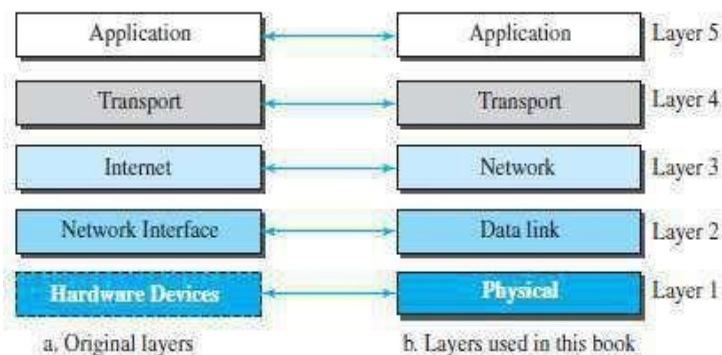 Application Application Layer 5
Transport Transport Layer 4
Internet Network Layer 3
Network Interface Data link Layer 2
Hardware Devices Physical Layer 1
a. Original layers b. Layers used in this book